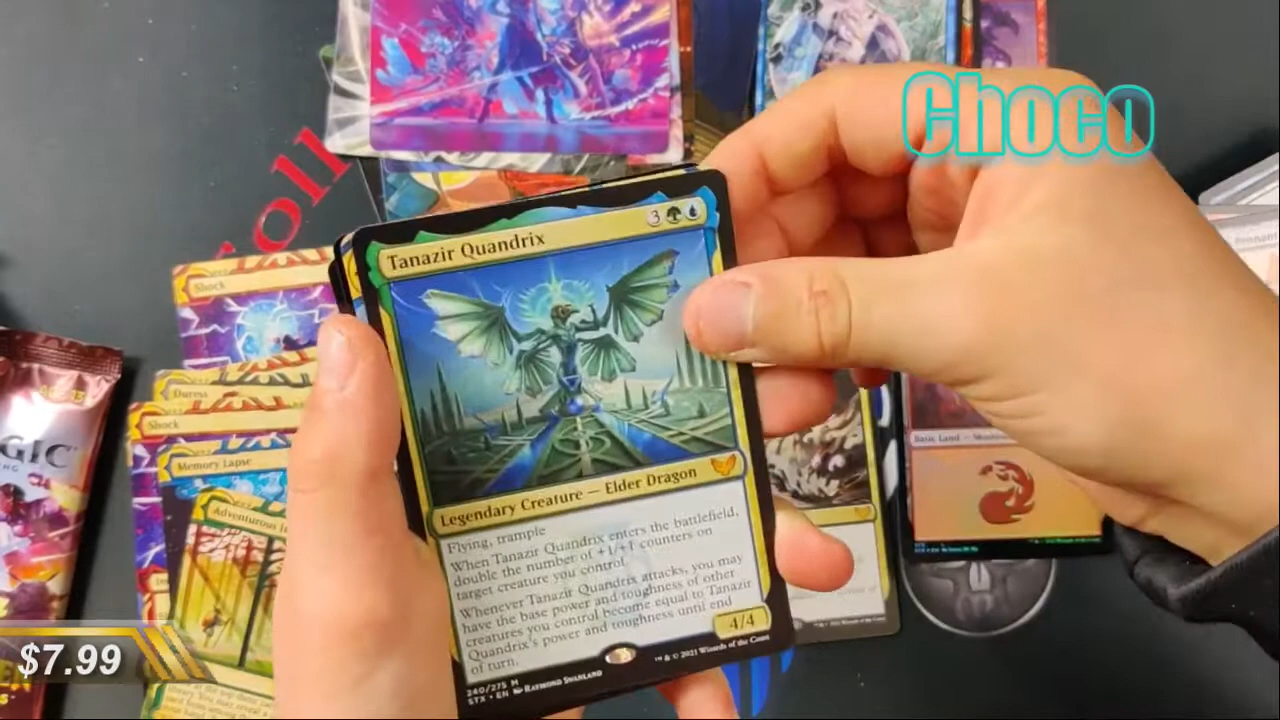 Choco
Roll
Tanazir Quandrix
3
Legendary Creature — Elder Dragon
Flying, trample
When Tanazir Quandrix enters the battlefield,
double the number of +1/+1 counters on
target creature you control.
Whenever Tanazir Quandrix attacks, you may
have the base power and toughness of other
creatures you control become equal to Tanazir
Quandrix's power and toughness until end
of turn.
4/4
240/275 M
STX • EN RAYMOND SWANLAND
™ & © 2021 Wizards of the Coast
Shock
Duress
Shock
Memory Lapse
Adventurous
GIC
Basic Land —
$7.99